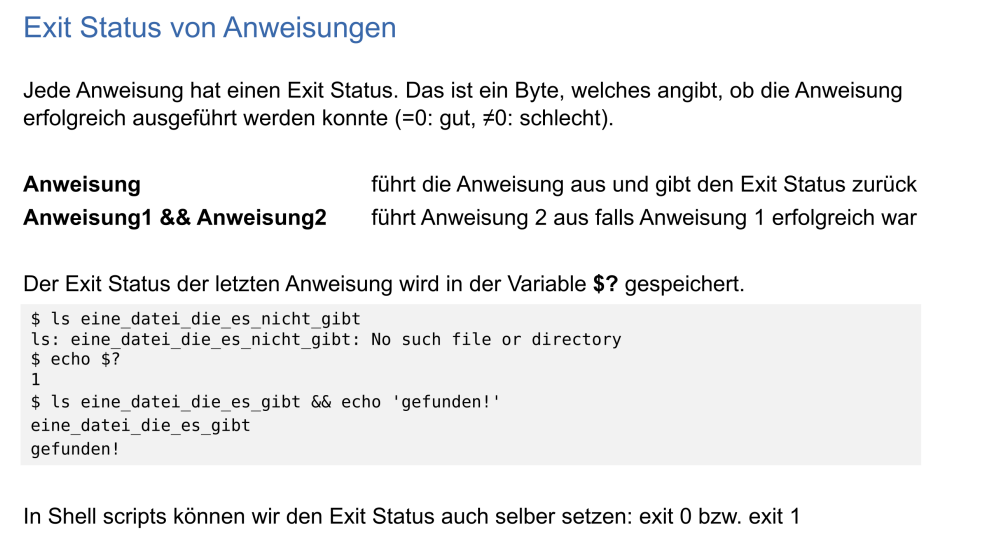 Exit Status von Anweisungen
Jede Anweisung hat einen Exit Status. Das ist ein Byte, welches angibt, ob die Anweisung
erfolgreich ausgeführt werden konnte (=0: gut, ≠0: schlecht).
Anweisung führt die Anweisung aus und gibt den Exit Status zurück
Anweisung1 && Anweisung2 führt Anweisung 2 aus falls Anweisung 1 erfolgreich war
Der Exit Status der letzten Anweisung wird in der Variable $? gespeichert.
$ ls eine_datei_die_es_nicht_gibt
ls: eine_datei_die_es_nicht_gibt: No such file or directory
$ echo $?
1
$ ls eine_datei_die_es_gibt && echo 'gefunden!'
eine_datei_die_es_gibt
gefunden!
In Shell scripts können wir den Exit Status auch selber setzen: exit 0 bzw. exit 1